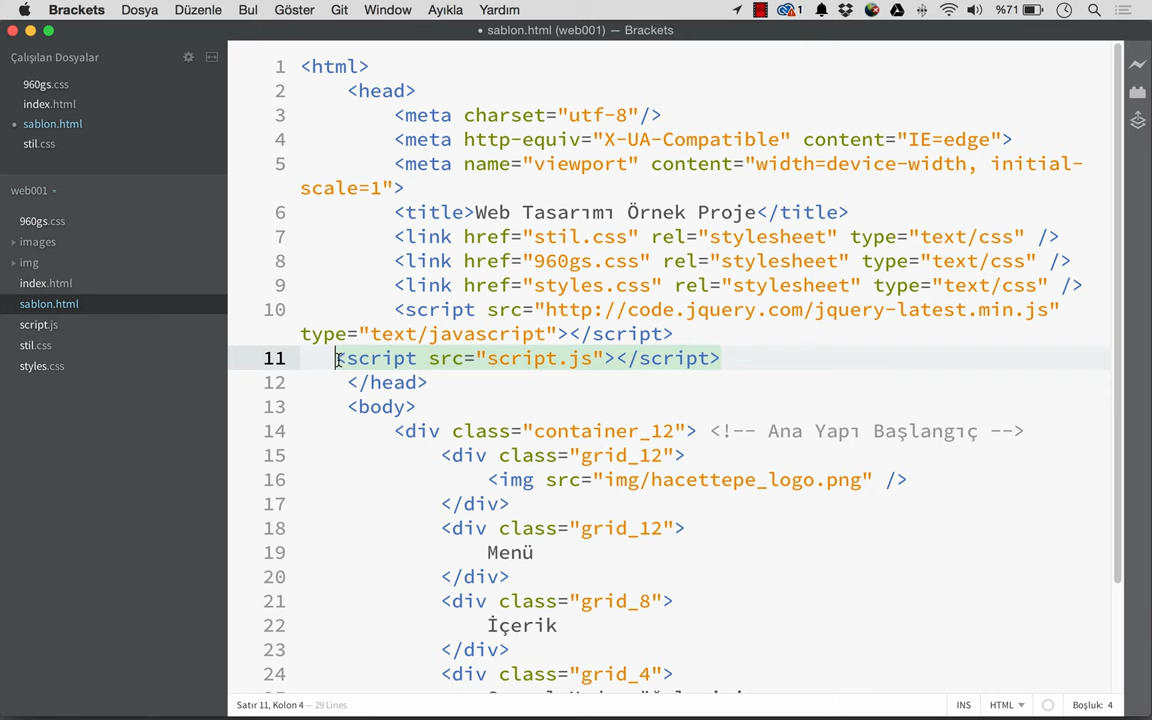 Brackets Dosya Düzenle Bul Göster Git Window Ayıkla Yardım 1 %71
sablon.html (web001) — Brackets
Çalışılan Dosyalar
960gs.css
index.html
sablon.html
stil.css
web001
960gs.css
images
img
index.html
sablon.html
script.js
stil.css
styles.css
1 <html>
2 <head>
3 <meta charset="utf-8"/>
4 <meta http-equiv="X-UA-Compatible" content="IE=edge">
5 <meta name="viewport" content="width=device-width, initial-
scale=1">
6 <title>Web Tasarımı Örnek Proje</title>
7 <link href="stil.css" rel="stylesheet" type="text/css" />
8 <link href="960gs.css" rel="stylesheet" type="text/css" />
9 <link href="styles.css" rel="stylesheet" type="text/css" />
10 <script src="http://code.jquery.com/jquery-latest.min.js"
type="text/javascript"></script>
11 <script src="script.js"></script>
12 </head>
13 <body>
14 <div class="container_12"> <!-- Ana Yapı Başlangıç -->
15 <div class="grid_12">
16 <img src="img/hacettepe_logo.png" />
17 </div>
18 <div class="grid_12">
19 Menü
20 </div>
21 <div class="grid_8">
22 İçerik
23 </div>
24 <div class="grid_4">
Satır 11, Kolon 4 — 29 Lines INS HTML Boşluk: 4